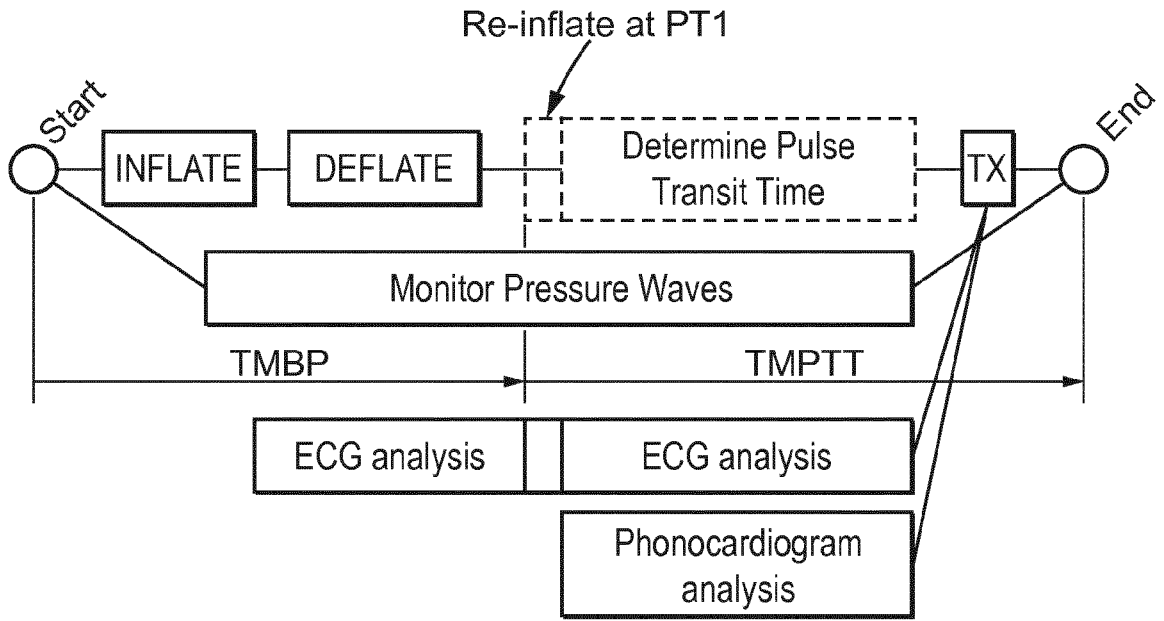 Re-inflate at PT1
Start
INFLATE
DEFLATE
Determine Pulse
Transit Time
TX
End
Monitor Pressure Waves
TMBP
TMPTT
ECG analysis
ECG analysis
Phonocardiogram
analysis